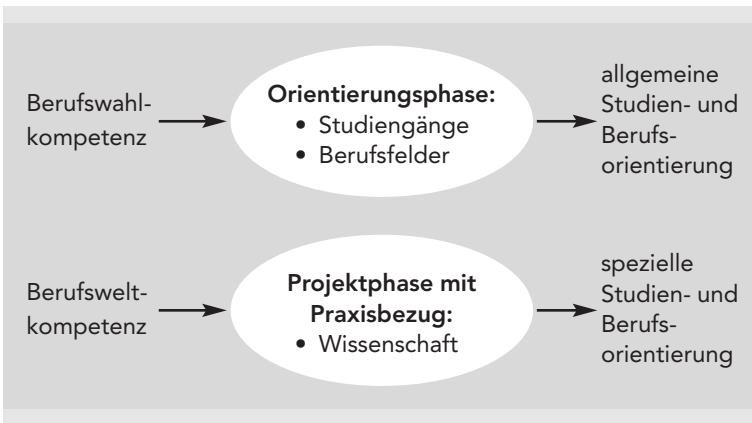 Berufswahl-
kompetenz
Orientierungsphase:
• Studiengänge
• Berufsfelder
allgemeine
Studien- und
Berufs-
orientierung
Berufswelt-
kompetenz
Projektphase mit
Praxisbezug:
• Wissenschaft
spezielle
Studien- und
Berufs-
orientierung